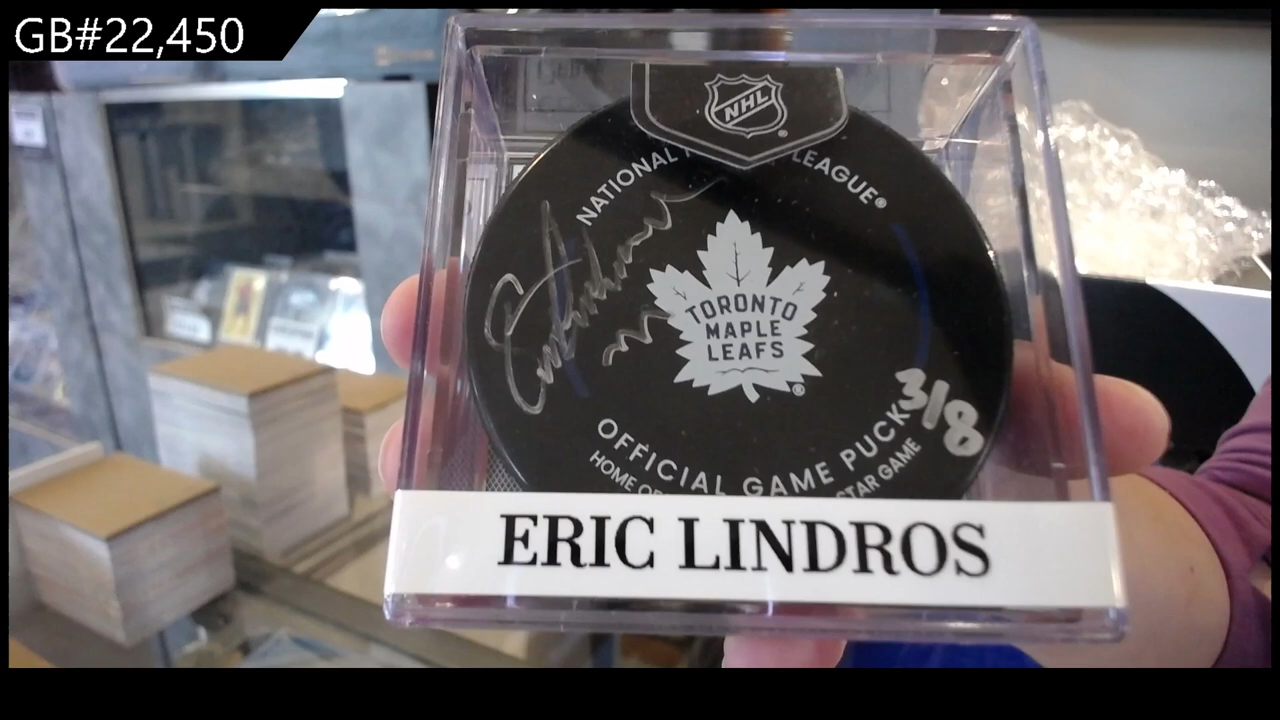 GB#22,450
NHL
NATIONAL LEAGUE®
TORONTO
MAPLE
LEAFS
®
3/8
OFFICIAL GAME PUCK
HOME STAR GAME
ERIC LINDROS